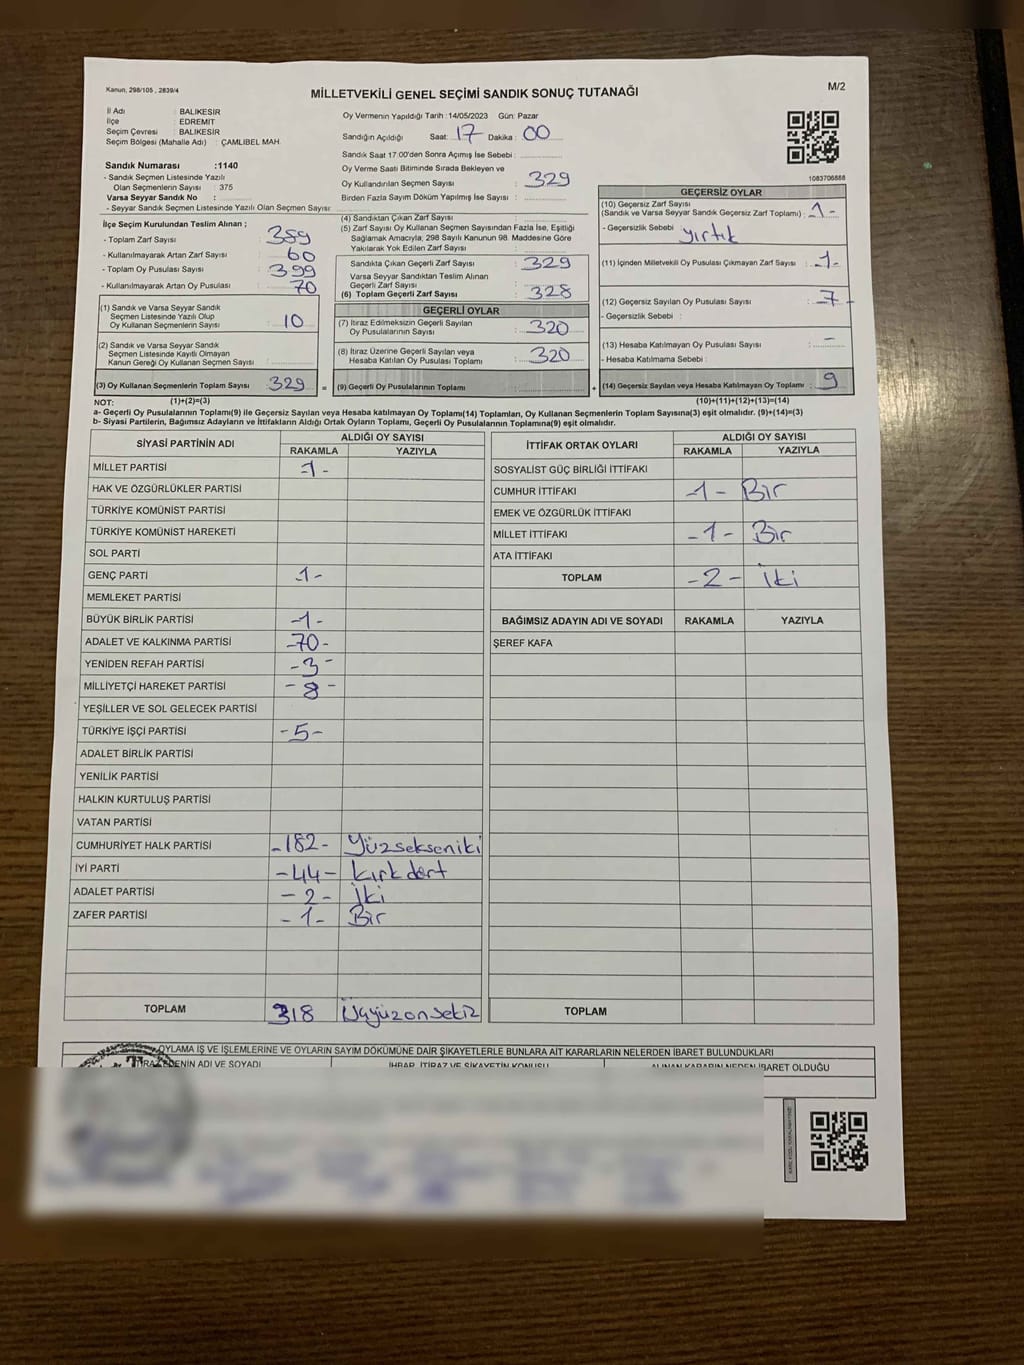 Kanun, 298/105 , 2839/4
MİLLETVEKİLİ GENEL SEÇİMİ SANDIK SONUÇ TUTANAĞI
M/2
İl Adı : BALIKESİR
İlçe : EDREMİT
Seçim Çevresi : BALIKESİR
Seçim Bölgesi (Mahalle Adı) : ÇAMLIBEL MAH.
Sandık Numarası :1140
- Sandık Seçmen Listesinde Yazılı
Olan Seçmenlerin Sayısı : 375
Varsa Seyyar Sandık No :
- Seyyar Sandık Seçmen Listesinde Yazılı Olan Seçmen Sayısı:
Oy Vermenin Yapıldığı Tarih : 14/05/2023 Gün: Pazar
Sandığın Açıldığı Saat: 17 Dakika : 00
Sandık Saat 17:00'den Sonra Açımış İse Sebebi :
Oy Verme Saati Bitiminde Sırada Bekleyen ve
Oy Kullandırılan Seçmen Sayısı : 329
Birden Fazla Sayım Döküm Yapılmış İse Sayısı :
1083706888
İlçe Seçim Kurulundan Teslim Alınan ;
- Toplam Zarf Sayısı : 389
- Kullanılmayarak Artan Zarf Sayısı : 60
- Toplam Oy Pusulası Sayısı : 399
- Kullanılmayarak Artan Oy Pusulası : 70
(1) Sandık ve Varsa Seyyar Sandık
Seçmen Listesinde Yazılı Olup
Oy Kullanan Seçmenlerin Sayısı : 10
(2) Sandık ve Varsa Seyyar Sandık
Seçmen Listesinde Kayıtlı Olmayan
Kanun Gereği Oy Kullanan Seçmen Sayısı :
(3) Oy Kullanan Seçmenlerin Toplam Sayısı : 329 =
(1)+(2)=(3)
(4) Sandıktan Çıkan Zarf Sayısı :
(5) Zarf Sayısı Oy Kullanan Seçmen Sayısından Fazla İse, Eşitliği
Sağlamak Amacıyla; 298 Sayılı Kanunun 98. Maddesine Göre
Yakılarak Yok Edilen Zarf Sayısı :
Sandıkta Çıkan Geçerli Zarf Sayısı : 329
Varsa Seyyar Sandıktan Teslim Alınan
Geçerli Zarf Sayısı :
(6) Toplam Geçerli Zarf Sayısı : 328
GEÇERLİ OYLAR
(7) İtiraz Edilmeksizin Geçerli Sayılan
Oy Pusulalarının Sayısı : 320
(8) İtiraz Üzerine Geçerli Sayılan veya
Hesaba Katılan Oy Pusulası Toplamı : 320
(9) Geçerli Oy Pusulalarının Toplamı : +
GEÇERSİZ OYLAR
(10) Geçersiz Zarf Sayısı
(Sandık ve Varsa Seyyar Sandık Geçersiz Zarf Toplamı) : 1-
- Geçersizlik Sebebi : yırtık
(11) İçinden Milletvekili Oy Pusulası Çıkmayan Zarf Sayısı : -1-
(12) Geçersiz Sayılan Oy Pusulası Sayısı : -7-
- Geçersizlik Sebebi :
(13) Hesaba Katılmayan Oy Pusulası Sayısı : -
- Hesaba Katılmama Sebebi :
(14) Geçersiz Sayılan veya Hesaba Katılmayan Oy Toplamı : 9
(10)+(11)+(12)+(13)=(14)
NOT:
a- Geçerli Oy Pusulalarının Toplamı(9) ile Geçersiz Sayılan veya Hesaba katılmayan Oy Toplamı(14) Toplamları, Oy Kullanan Seçmenlerin Toplam Sayısına(3) eşit olmalıdır. (9)+(14)=(3)
b- Siyasi Partilerin, Bağımsız Adayların ve İttifakların Aldığı Ortak Oyların Toplamı, Geçerli Oy Pusulalarının Toplamına(9) eşit olmalıdır.
SİYASİ PARTİNİN ADI ALDIĞI OY SAYISI
RAKAMLA YAZIYLA
MİLLET PARTİSİ -1-
HAK VE ÖZGÜRLÜKLER PARTİSİ
TÜRKİYE KOMÜNİST PARTİSİ
TÜRKİYE KOMÜNİST HAREKETİ
SOL PARTİ
GENÇ PARTİ -1-
MEMLEKET PARTİSİ
BÜYÜK BİRLİK PARTİSİ -1-
ADALET VE KALKINMA PARTİSİ -70-
YENİDEN REFAH PARTİSİ -3-
MİLLİYETÇİ HAREKET PARTİSİ -8-
YEŞİLLER VE SOL GELECEK PARTİSİ
TÜRKİYE İŞÇİ PARTİSİ -5-
ADALET BİRLİK PARTİSİ
YENİLİK PARTİSİ
HALKIN KURTULUŞ PARTİSİ
VATAN PARTİSİ
CUMHURİYET HALK PARTİSİ -182- Yüzsekseniki
İYİ PARTİ -44- kırkdört
ADALET PARTİSİ -2- İki
ZAFER PARTİSİ -1- Bir
TOPLAM 318 Üçyüzonsekiz
İTTİFAK ORTAK OYLARI ALDIĞI OY SAYISI
RAKAMLA YAZIYLA
SOSYALİST GÜÇ BİRLİĞİ İTTİFAKI
CUMHUR İTTİFAKI -1- Bir
EMEK VE ÖZGÜRLÜK İTTİFAKI
MİLLET İTTİFAKI -1- Bir
ATA İTTİFAKI
TOPLAM -2- İki
BAĞIMSIZ ADAYIN ADI VE SOYADI RAKAMLA YAZIYLA
ŞEREF KAFA
TOPLAM
OYLAMA İŞ VE İŞLEMLERİNE VE OYLARIN SAYIM DÖKÜMÜNE DAİR ŞİKAYETLERLE BUNLARA AİT KARARLARIN NELERDEN İBARET BULUNDUKLARI
İTİRAZ EDENİN ADI VE SOYADI İHBAR, İTİRAZ VE ŞİKAYETİN KONUSU ALINAN KARARIN NEDEN İBARET OLDUĞU